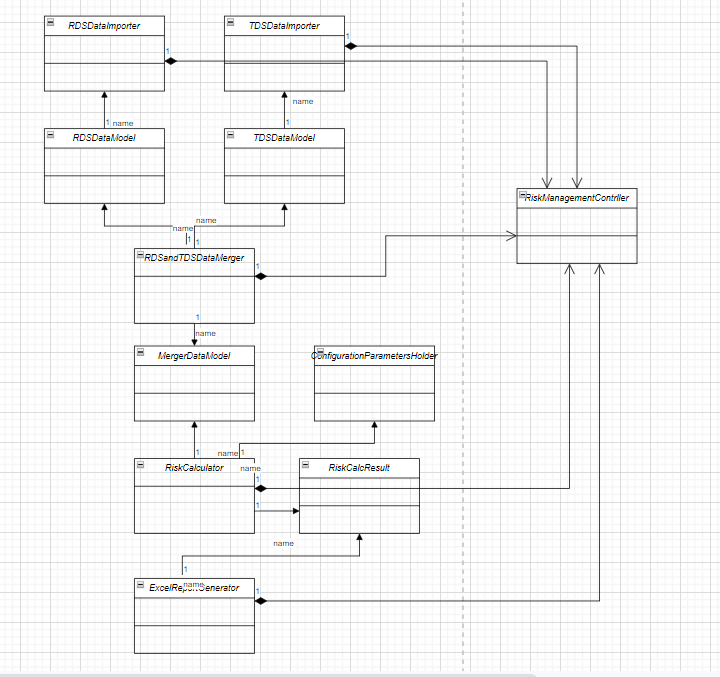 RDSDataImporter
TDSDataImporter
1
1
name
1 name
1
RDSDataModel
TDSDataModel
RiskManagementContrller
name
name
1
1
RDSandTDSDataMerger
1
1
name
MergerDataModel
ConfigurationParametersHolder
1
name 1
name
RiskCalculator
RiskCalcResult
1
1
name
1
name
ExcelReportGenerator
1